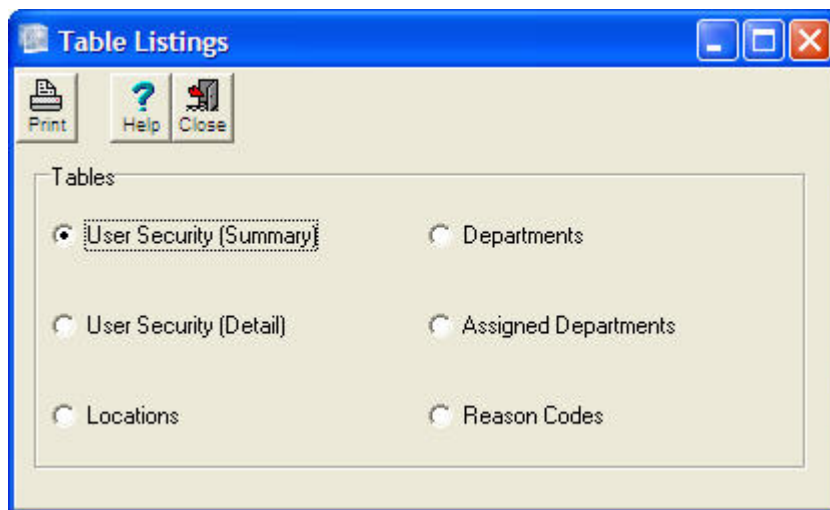 Table Listings
Print Help Close
Tables
User Security (Summary) Departments
User Security (Detail) Assigned Departments
Locations Reason Codes